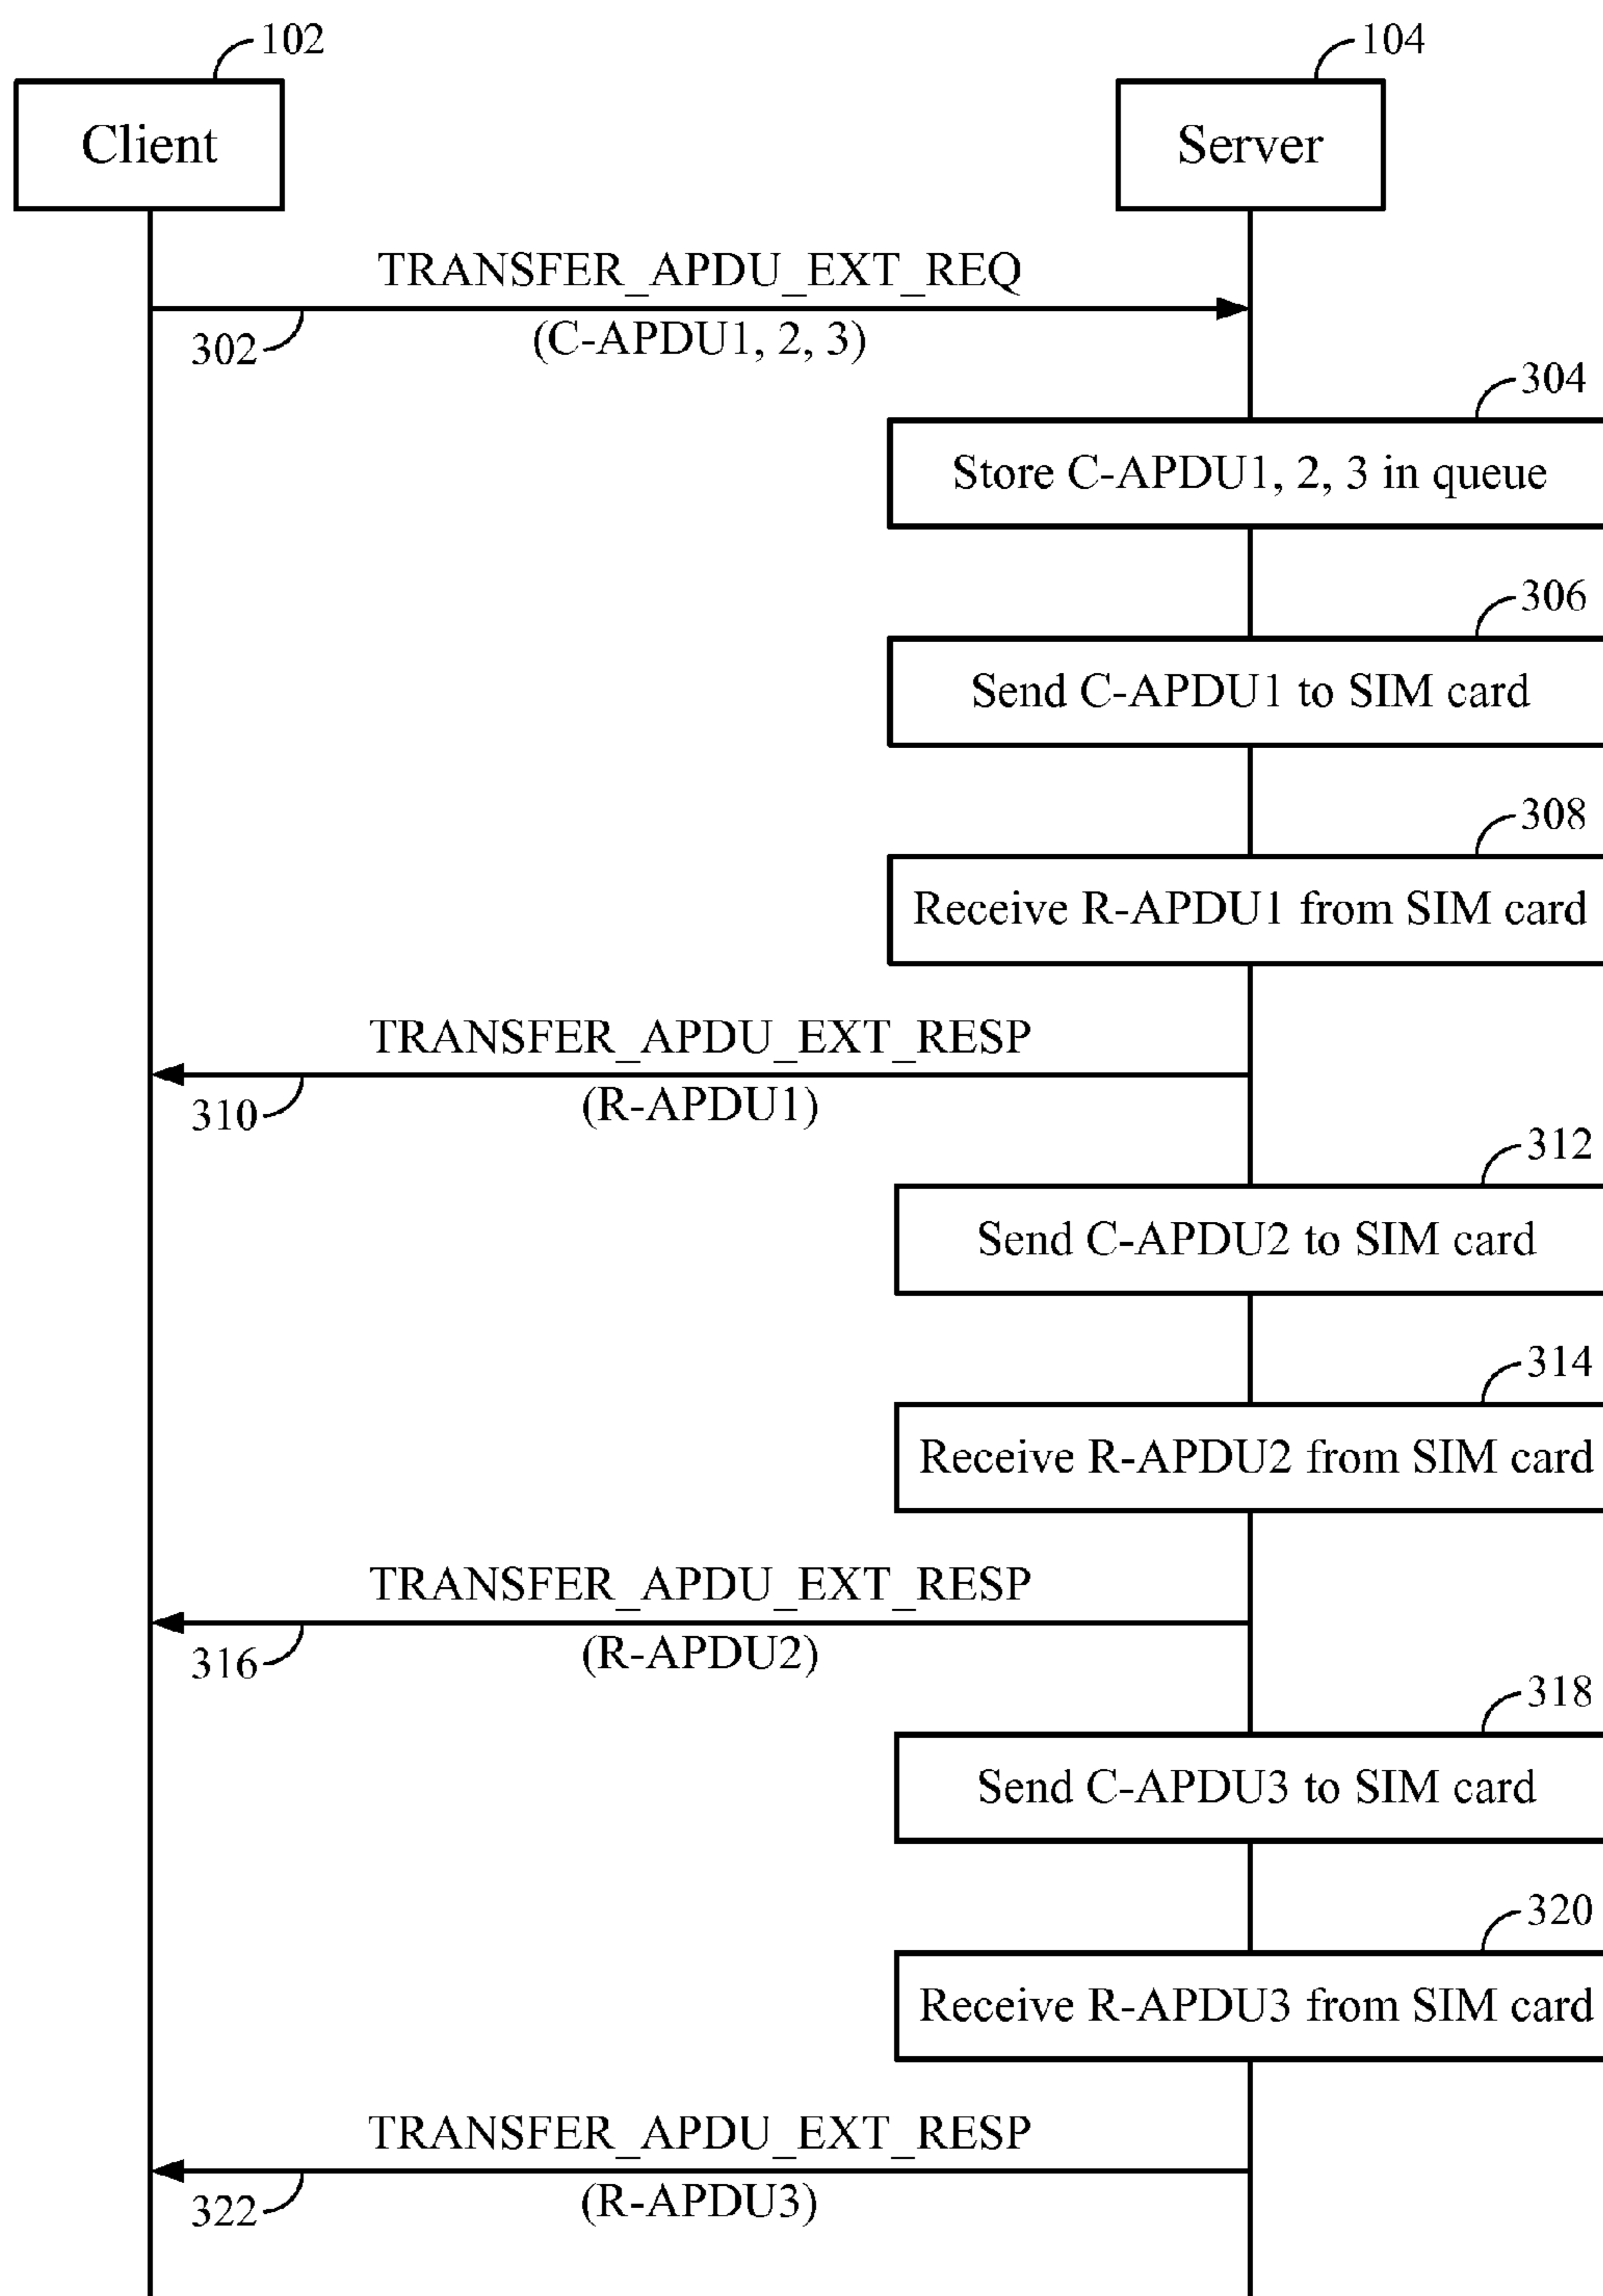 102
104
Client
Server
TRANSFER_APDU_EXT_REQ
302
(C-APDU1, 2, 3)
304
Store C-APDU1, 2, 3 in queue
306
Send C-APDU1 to SIM card
308
Receive R-APDU1 from SIM card
TRANSFER_APDU_EXT_RESP
310
(R-APDU1)
312
Send C-APDU2 to SIM card
314
Receive R-APDU2 from SIM card
TRANSFER_APDU_EXT_RESP
316
(R-APDU2)
318
Send C-APDU3 to SIM card
320
Receive R-APDU3 from SIM card
TRANSFER_APDU_EXT_RESP
322
(R-APDU3)